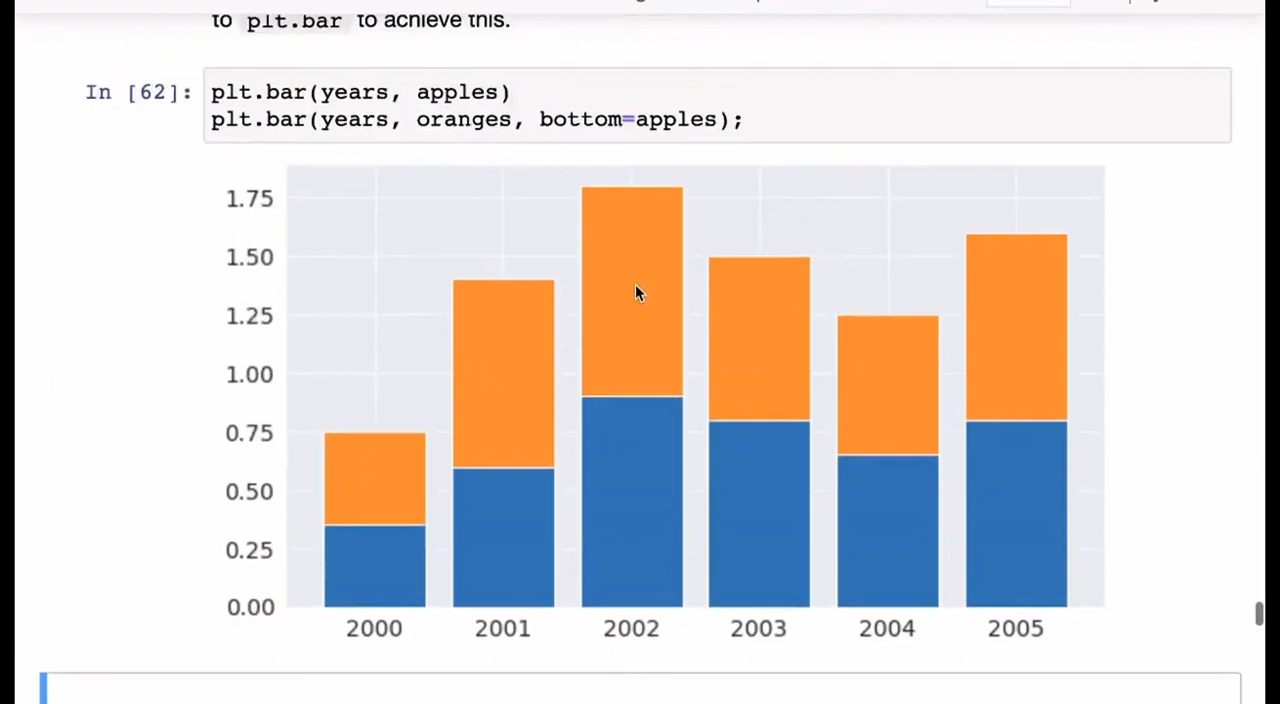 to plt.bar to achieve this.
In [62]:
plt.bar(years, apples)
plt.bar(years, oranges, bottom=apples);
1.75
1.50
1.25
1.00
0.75
0.50
0.25
0.00
2000 2001 2002 2003 2004 2005